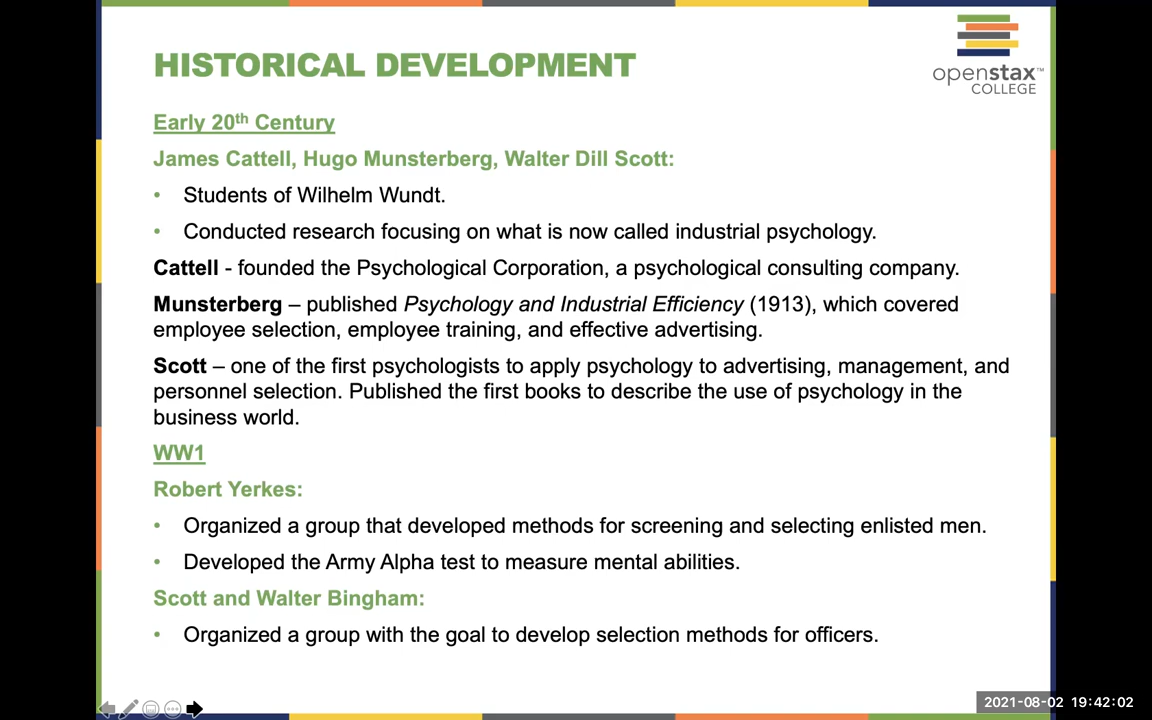 HISTORICAL DEVELOPMENT
openstax™
COLLEGE
Early 20th Century
James Cattell, Hugo Munsterberg, Walter Dill Scott:
• Students of Wilhelm Wundt.
• Conducted research focusing on what is now called industrial psychology.
Cattell - founded the Psychological Corporation, a psychological consulting company.
Munsterberg – published Psychology and Industrial Efficiency (1913), which covered
employee selection, employee training, and effective advertising.
Scott – one of the first psychologists to apply psychology to advertising, management, and
personnel selection. Published the first books to describe the use of psychology in the
business world.
WW1
Robert Yerkes:
• Organized a group that developed methods for screening and selecting enlisted men.
• Developed the Army Alpha test to measure mental abilities.
Scott and Walter Bingham:
• Organized a group with the goal to develop selection methods for officers.
2021-08-02 19:42:02